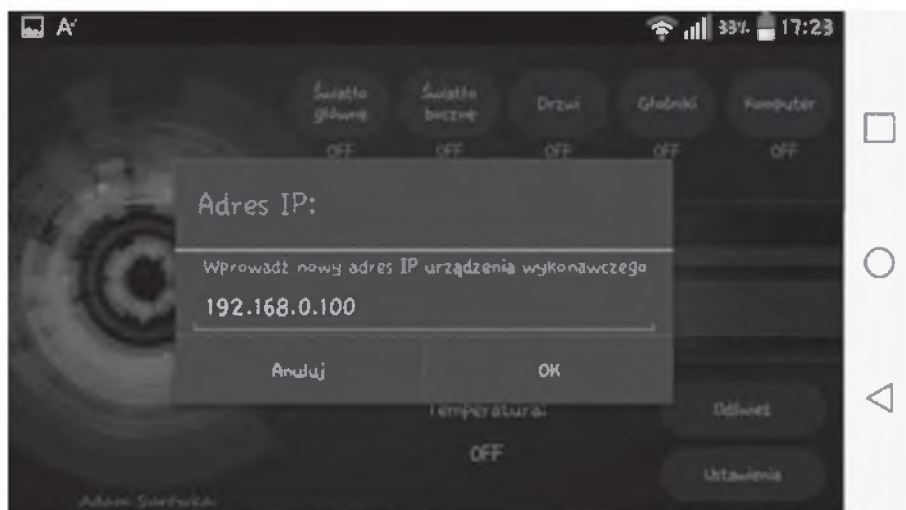 33% 17:23
Światło główne
Światło boczne
Drzwi
Głośniki
Komputer
OFF OFF OFF OFF OFF
Adres IP:
Wprowadź nowy adres IP urządzenia wykonawczego
192.168.0.100
Anuluj OK
Temperatura:
OFF
Odśwież
Ustawienia
Adam